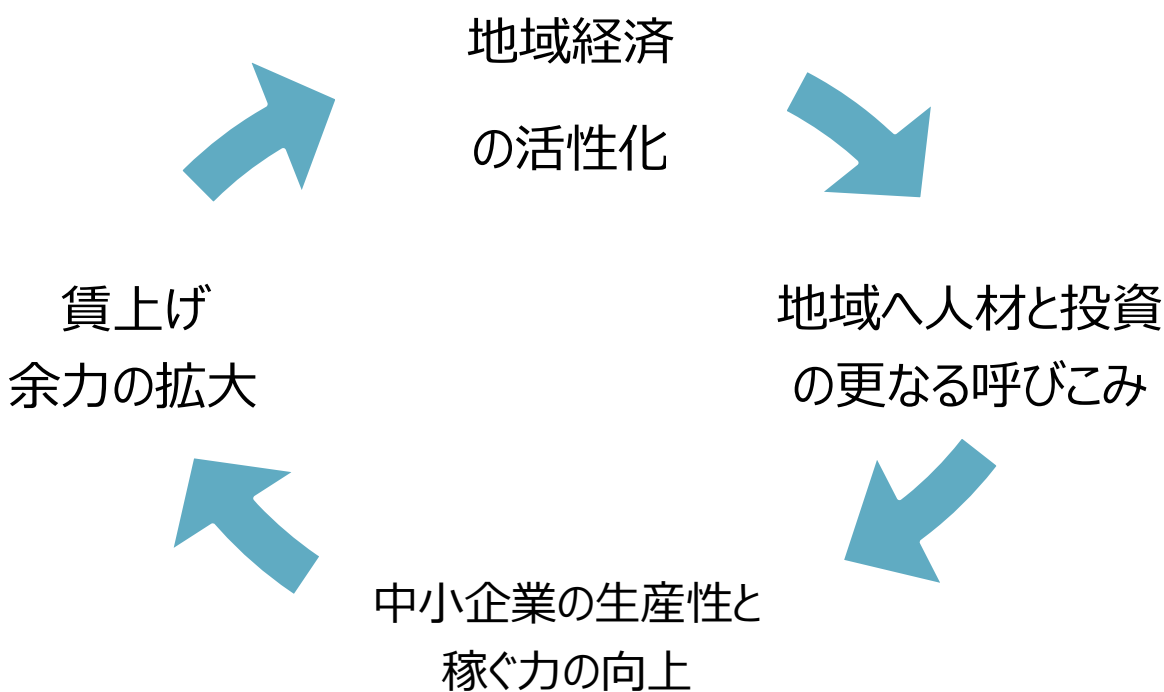 地域経済
の活性化
賃上げ
余力の拡大
地域へ人材と投資
の更なる呼びこみ
中小企業の生産性と
稼ぐ力の向上